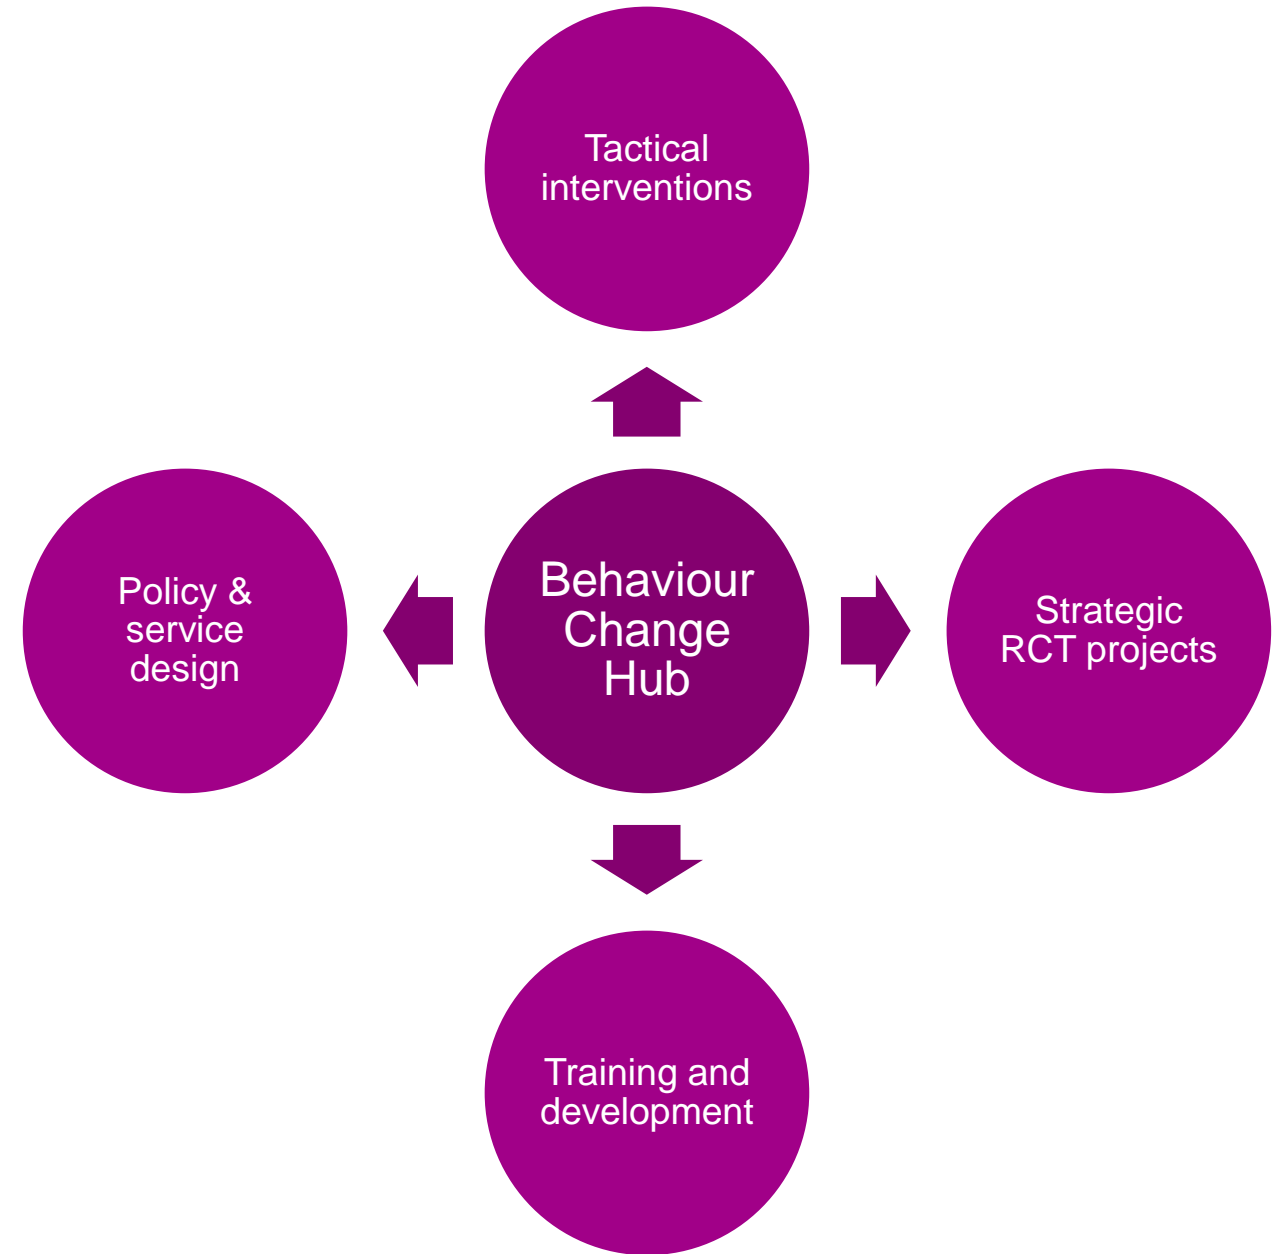 Tactical
interventions
Policy &
service
design
Behaviour
Change
Hub
Strategic
RCT projects
Training and
development